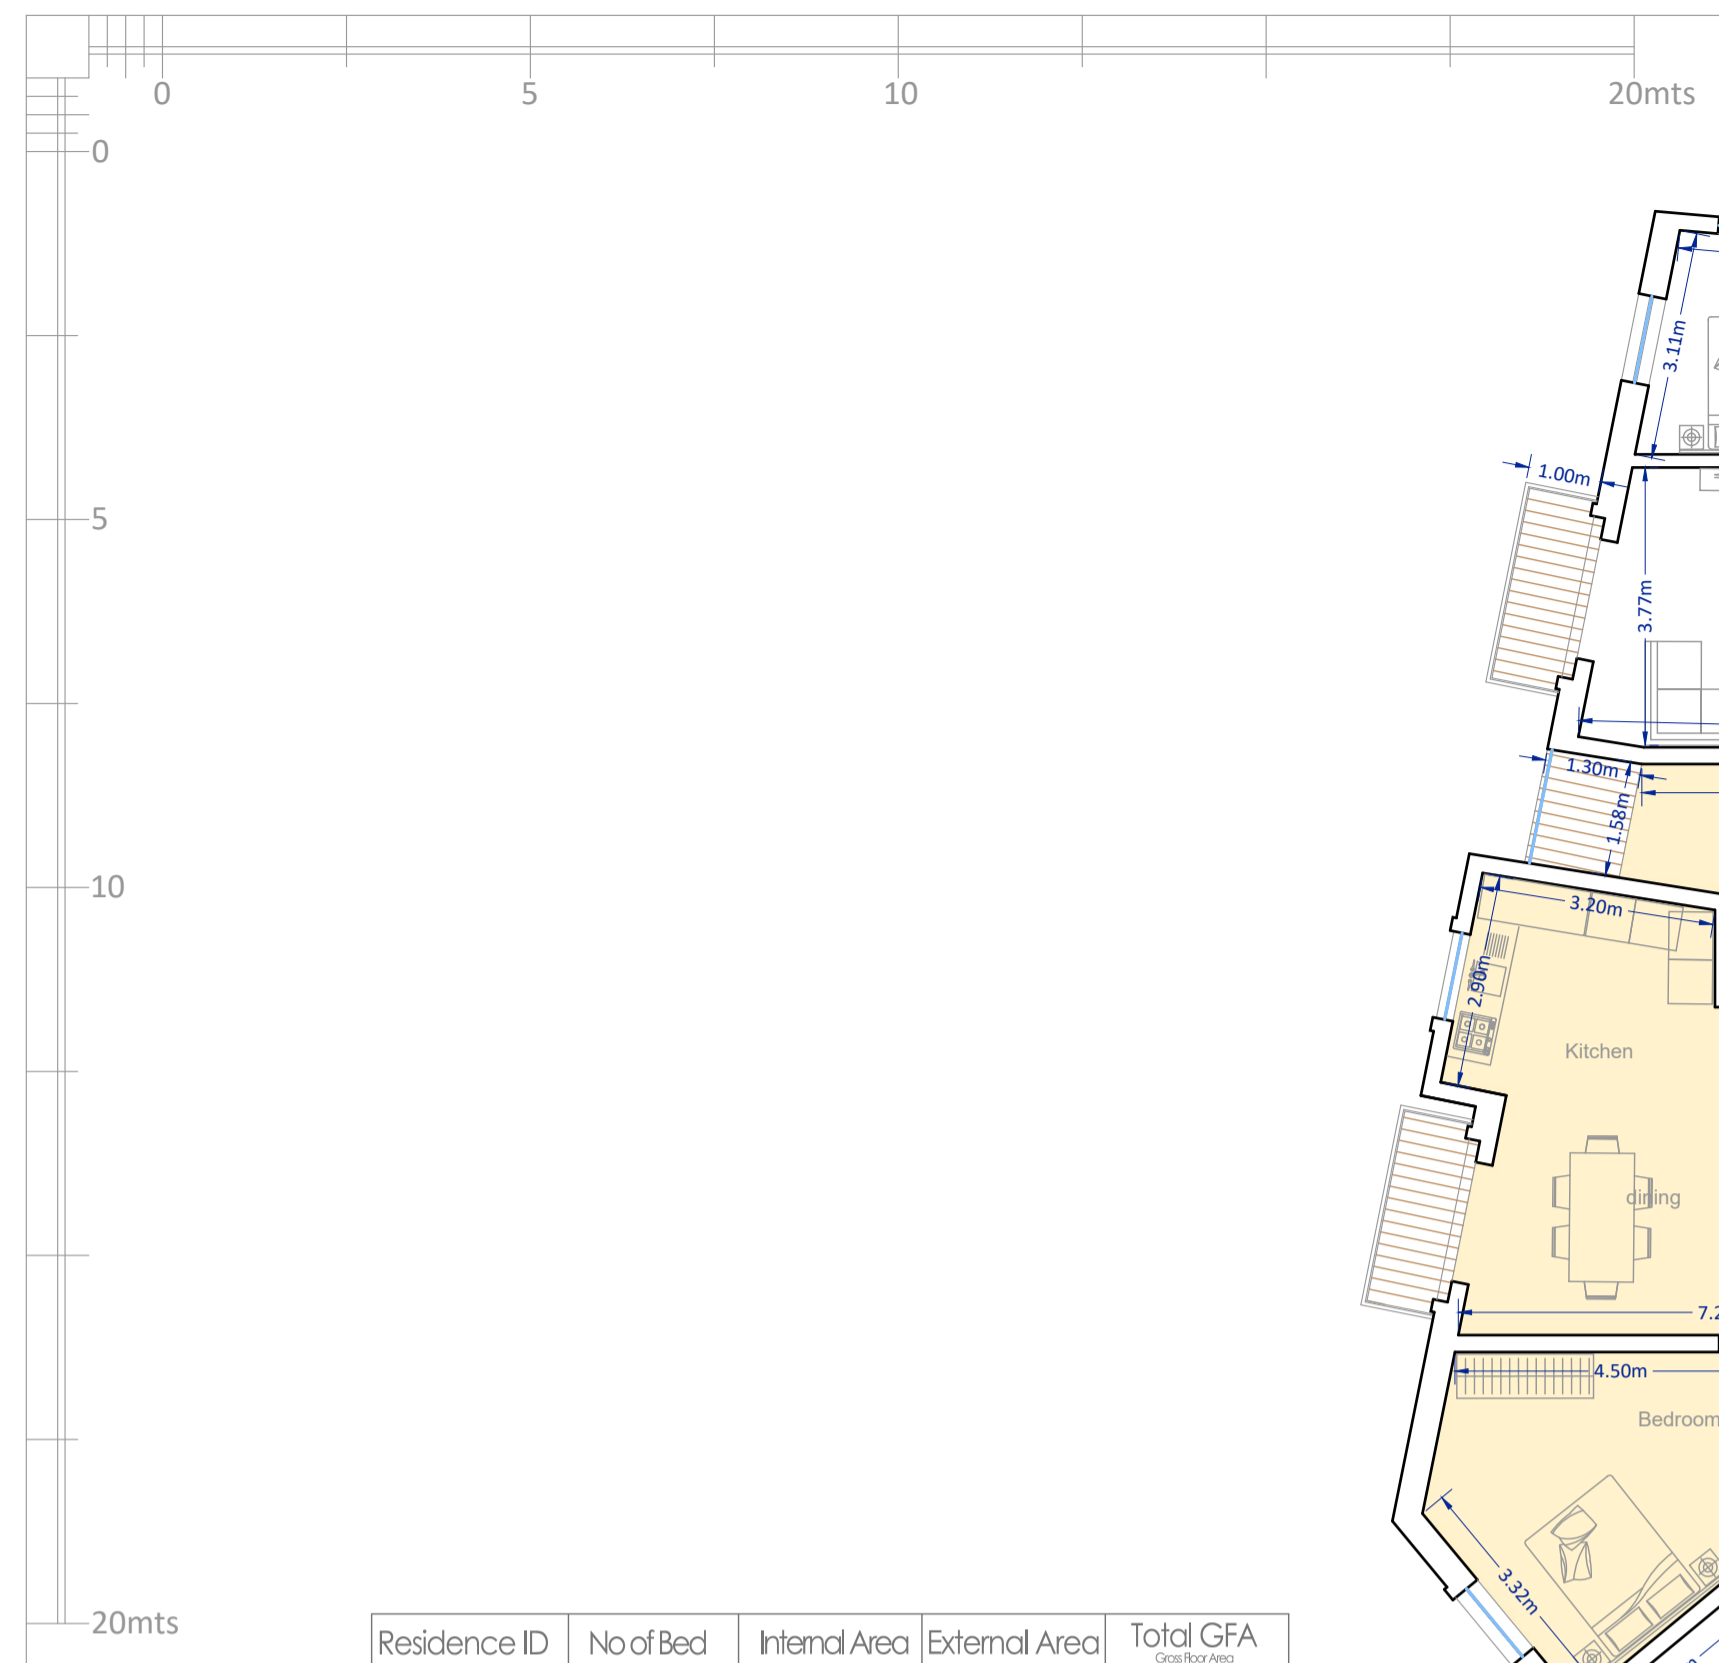 0 5 10 20mts
0
3.11m
1.00m
5
3.77m
1.30m
1.58m
10
3.20m
2.90m
Kitchen
dining
4.50m
Bedroom
3.32m
20mts
Residence ID No of Bed Internal Area External Area Total GFA
Gross Floor Area